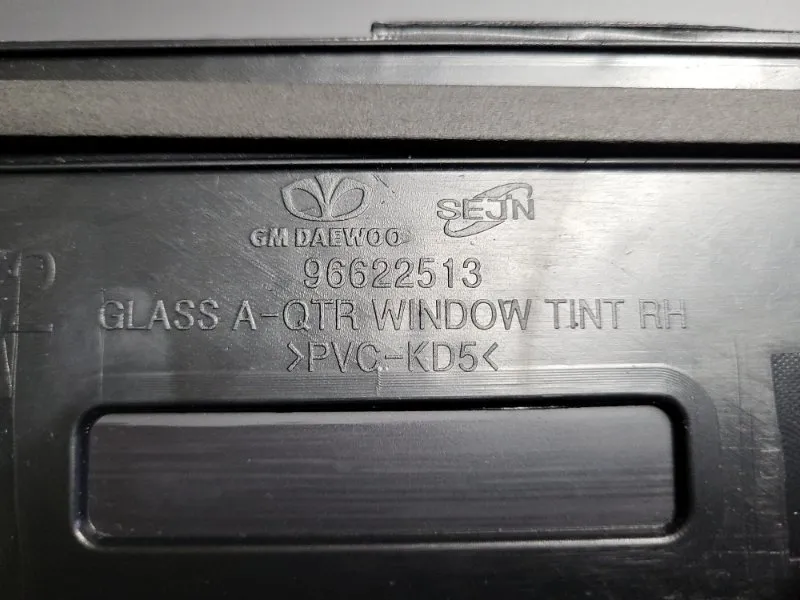 SEJN
GM DAEWOO
96622513
GLASS A-QTR WINDOW TINT RH
>PVC-KD5<